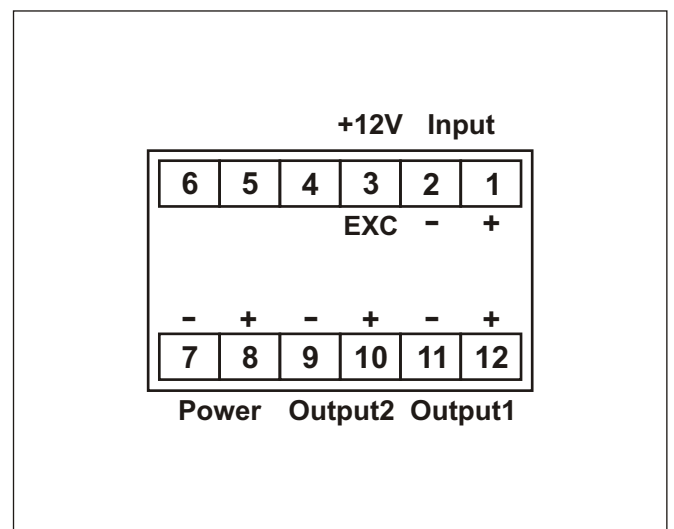 +12V Input
6 5 4 3 2 1
EXC - +
- + - + - +
7 8 9 10 11 12
Power Output2 Output1